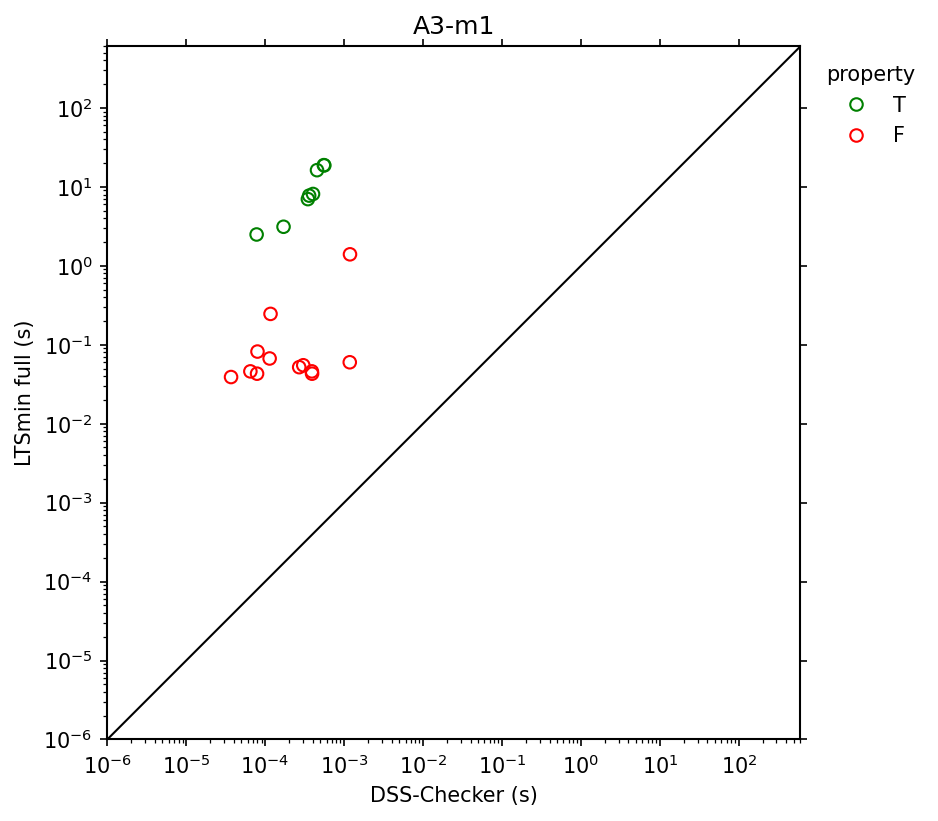 A3-m1
property
T
F
LTSmin full (s)
10²
10¹
10⁰
10⁻¹
10⁻²
10⁻³
10⁻⁴
10⁻⁵
10⁻⁶
10⁻⁶ 10⁻⁵ 10⁻⁴ 10⁻³ 10⁻² 10⁻¹ 10⁰ 10¹ 10²
DSS-Checker (s)